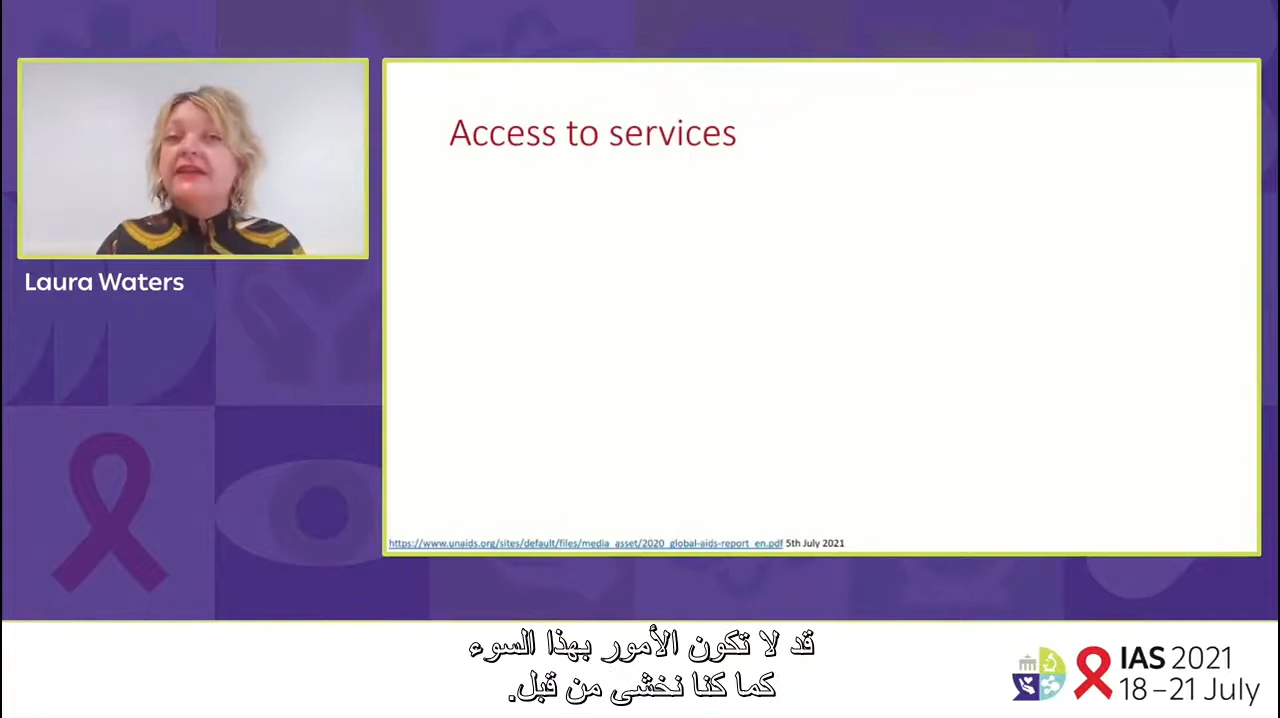 Access to services
Laura Waters
https://www.unaids.org/sites/default/files/media_asset/2020_global-aids-report_en.pdf 5th July 2021
قد لا تكون الأمور بهذا السوء
كما كنا نخشى من قبل.
IAS 2021
18–21 July